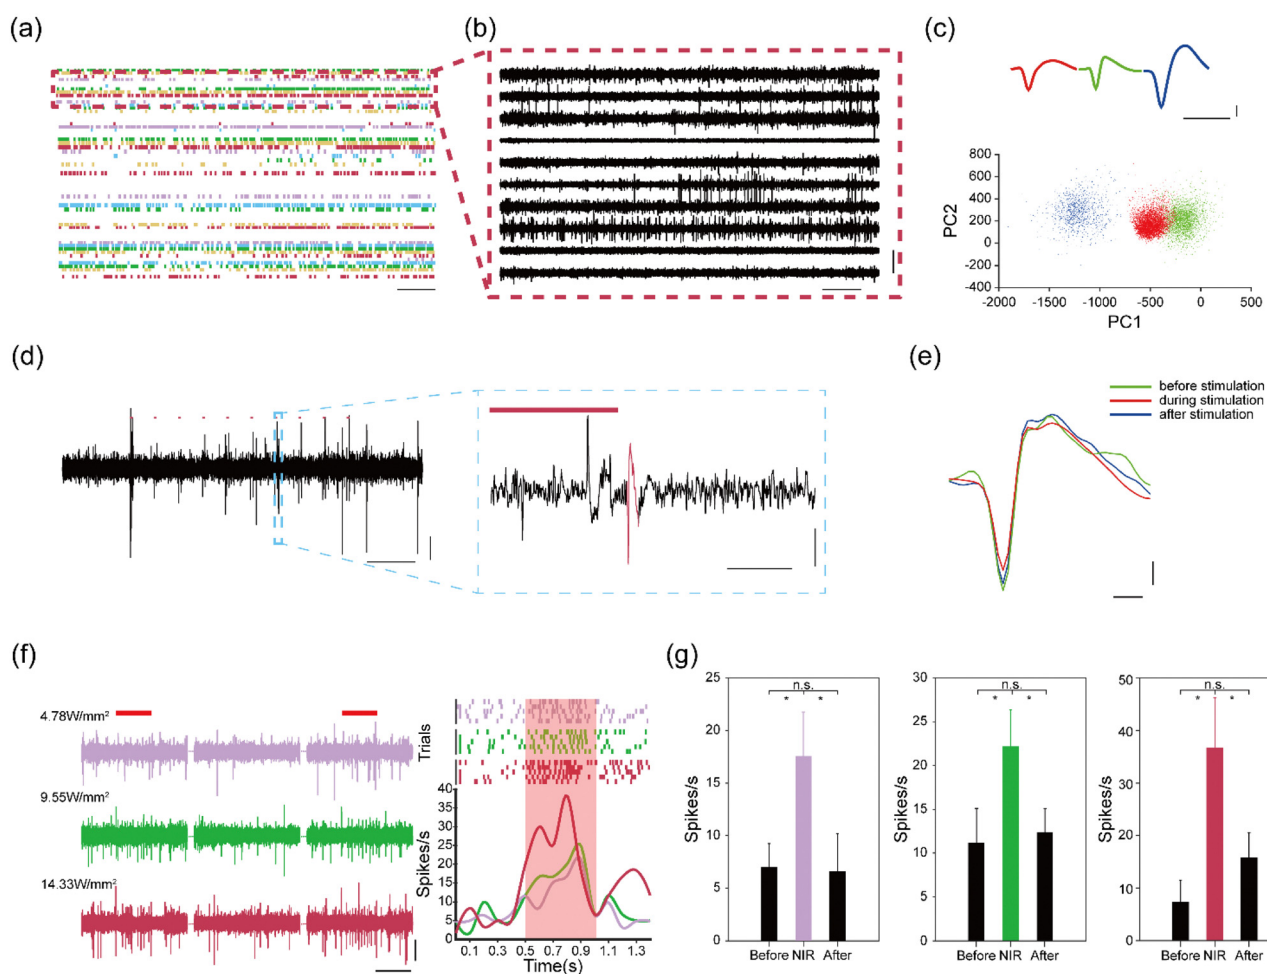 (a)
(b)
(c)
800
600
400
200
0
-200
-400
PC2
-2000 -1500 -1000 -500 0 500
PC1
(d)
(e)
before stimulation
during stimulation
after stimulation
(f)
4.78W/mm²
9.55W/mm²
14.33W/mm²
Trials
40
35
30
25
20
15
10
5
0
Spikes/s
0.1 0.3 0.5 0.7 0.9 1.1 1.3
Time(s)
(g)
25
20
15
10
5
0
Spikes/s
n.s.
* *
Before NIR After
30
25
20
15
10
5
0
Spikes/s
n.s.
* *
Before NIR After
50
40
30
20
10
0
Spikes/s
n.s.
* *
Before NIR After